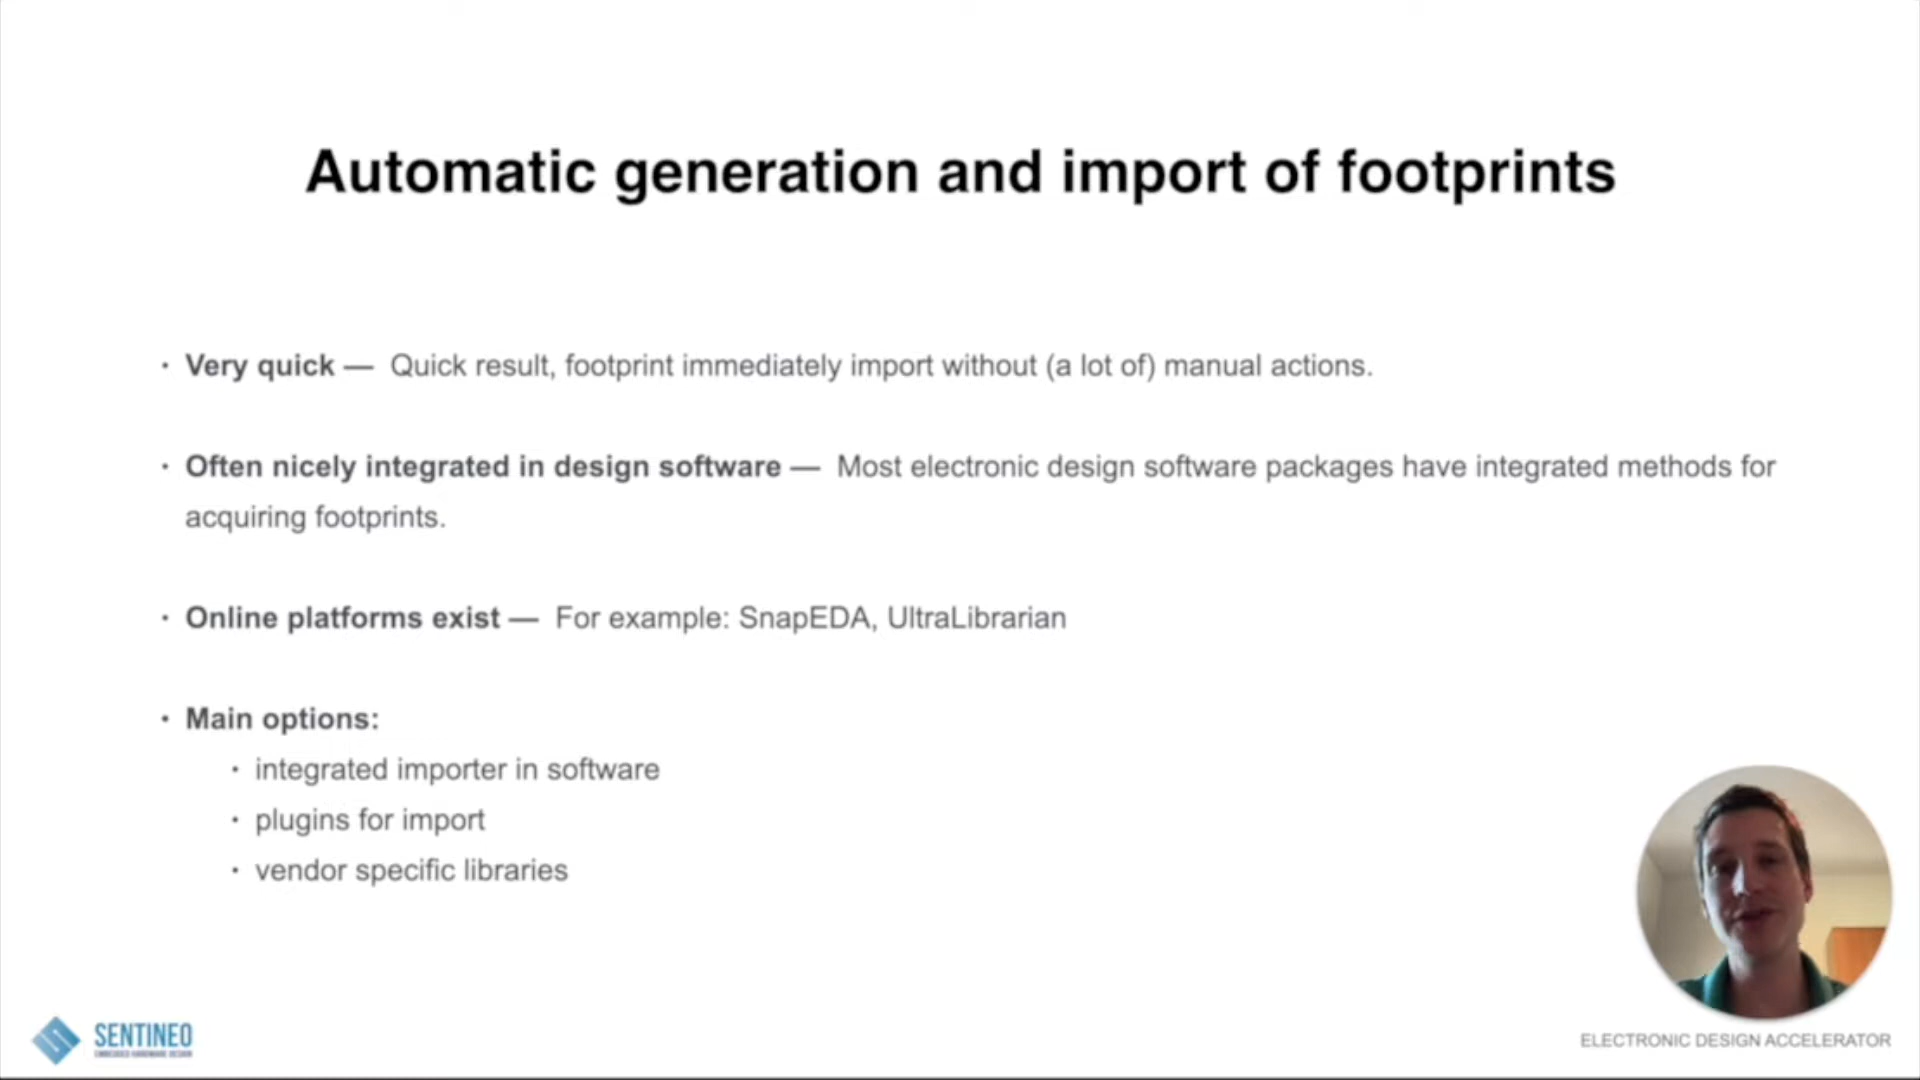 Automatic generation and import of footprints
· Very quick — Quick result, footprint immediately import without (a lot of) manual actions.
· Often nicely integrated in design software — Most electronic design software packages have integrated methods for
acquiring footprints.
· Online platforms exist — For example: SnapEDA, UltraLibrarian
· Main options:
· integrated importer in software
· plugins for import
· vendor specific libraries
SENTINEO
EMBEDDED HARDWARE DESIGN
ELECTRONIC DESIGN ACCELERATOR